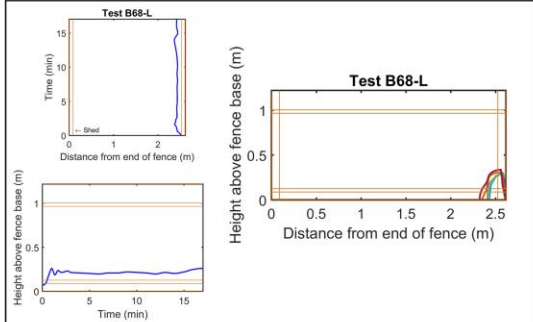 Test B68-L
Time (min)
15
10
5
0
← Shed
0
1
2
Distance from end of fence (m)
Height above fence base (m)
1
0.5
0
0
5
10
15
Time (min)
Test B68-L
Height above fence base (m)
1
0.5
0
0
0.5
1
1.5
2
2.5
Distance from end of fence (m)